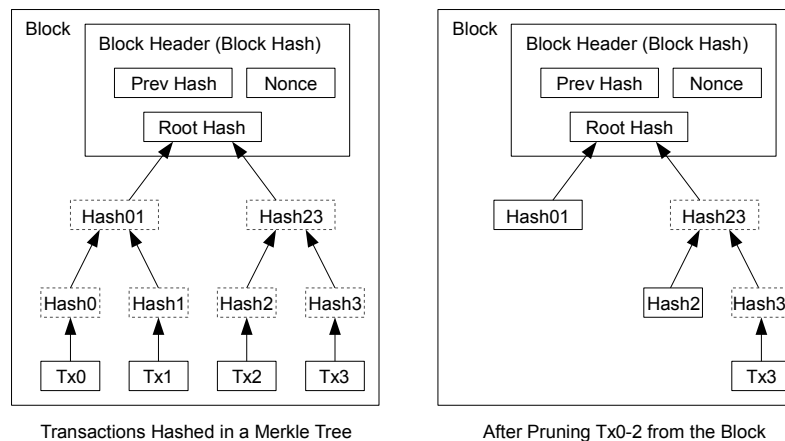 Block
Block Header (Block Hash)
Prev Hash
Nonce
Root Hash
Hash01
Hash23
Hash0
Hash1
Hash2
Hash3
Tx0
Tx1
Tx2
Tx3
Transactions Hashed in a Merkle Tree
Block
Block Header (Block Hash)
Prev Hash
Nonce
Root Hash
Hash01
Hash23
Hash2
Hash3
Tx3
After Pruning Tx0-2 from the Block